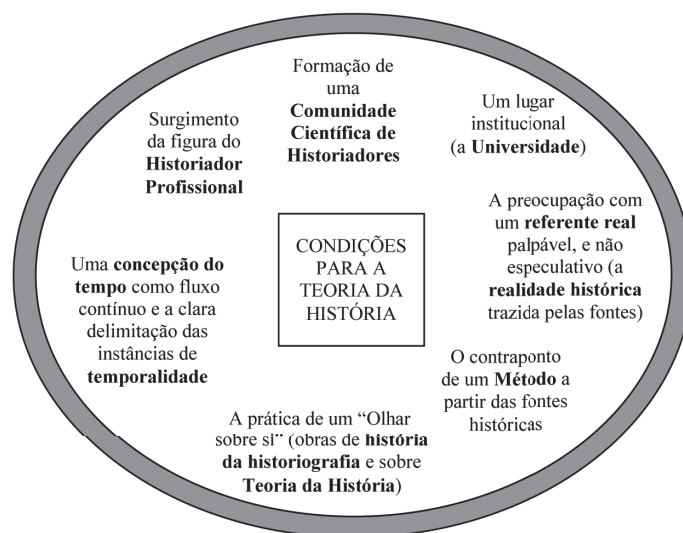 Formação de
uma
Comunidade
Científica de
Historiadores
Um lugar
institucional
(a Universidade)
Surgimento
da figura do
Historiador
Profissional
A preocupação com
um referente real
palpável, e não
especulativo (a
realidade histórica
trazida pelas fontes)
CONDIÇÕES
PARA A
TEORIA DA
HISTÓRIA
Uma concepção do
tempo como fluxo
contínuo e a clara
delimitação das
instâncias de
temporalidade
O contraponto
de um Método a
partir das fontes
históricas
A prática de um “Olhar
sobre si” (obras de história
da historiografia e sobre
Teoria da História)